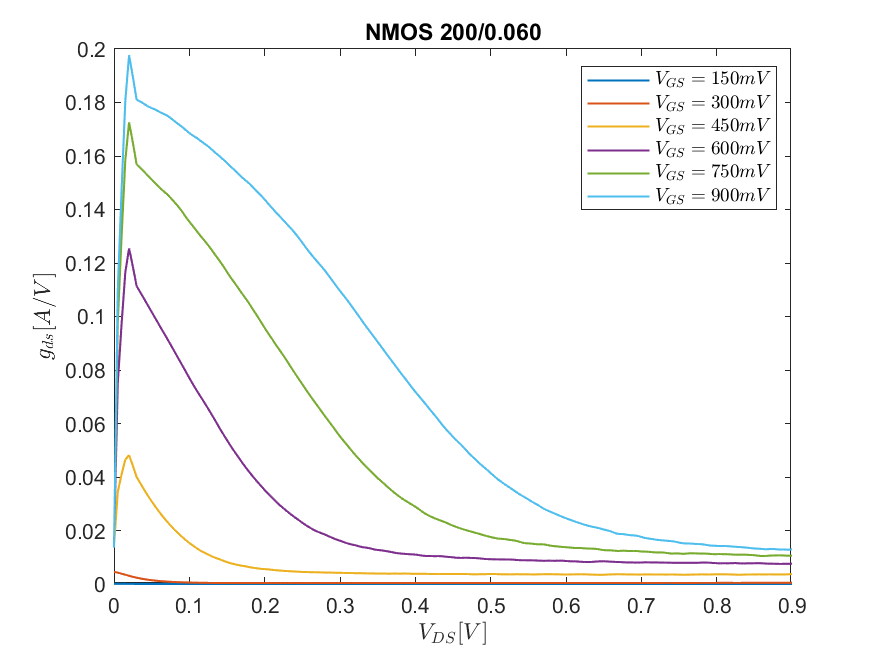 NMOS 200/0.060
0.2
0.18
0.16
0.14
0.12
0.1
0.08
0.06
0.04
0.02
0
g_{ds}[A/V]
V_{GS} = 150mV
V_{GS} = 300mV
V_{GS} = 450mV
V_{GS} = 600mV
V_{GS} = 750mV
V_{GS} = 900mV
0 0.1 0.2 0.3 0.4 0.5 0.6 0.7 0.8 0.9
V_{DS}[V]